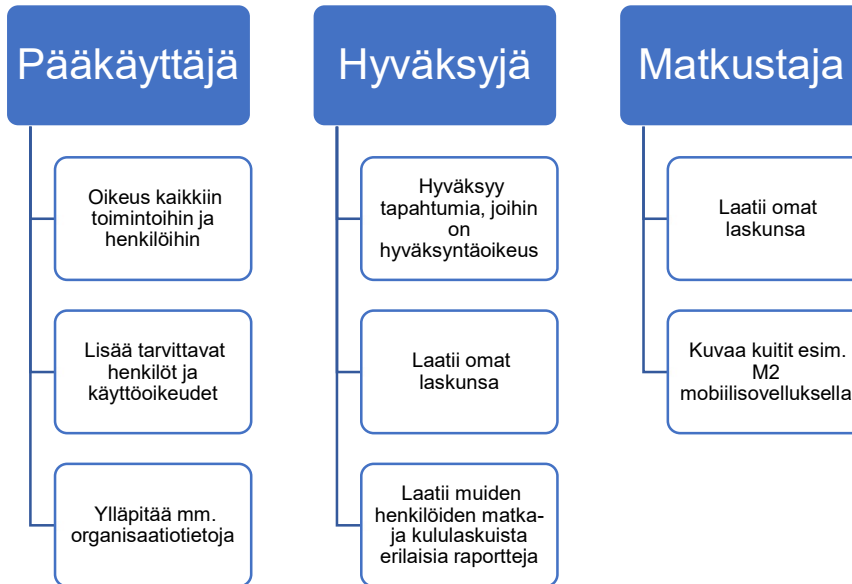 Pääkäyttäjä
Oikeus kaikkiin
toimintoihin ja
henkilöihin
Lisää tarvittavat
henkilöt ja
käyttöoikeudet
Ylläpitää mm.
organisaatiotietoja
Hyväksyjä
Hyväksyy
tapahtumia, joihin
on
hyväksyntäoikeus
Laatii omat
laskunsa
Laatii muiden
henkilöiden matka-
ja kululaskuista
erilaisia raportteja
Matkustaja
Laatii omat
laskunsa
Kuvaa kuitit esim.
M2
mobiilisovelluksella